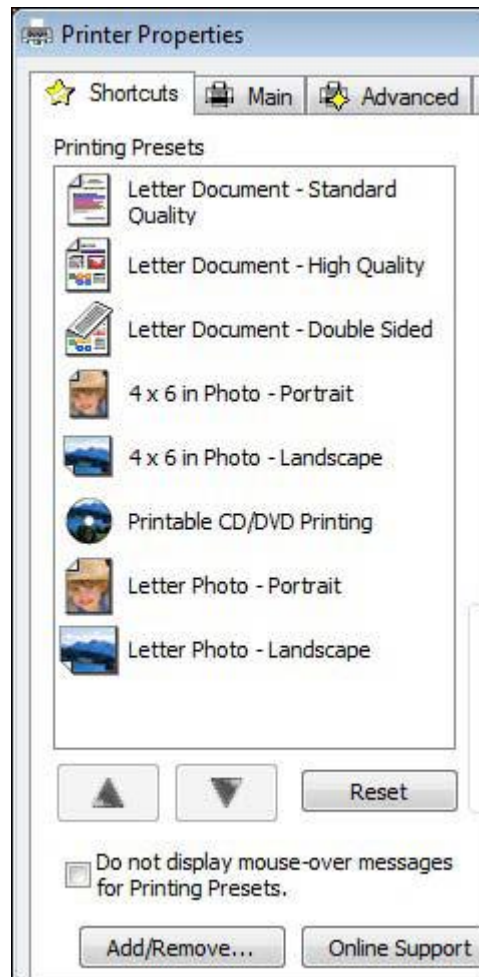 Printer Properties
Shortcuts
Main
Advanced
Printing Presets
Letter Document - Standard
Quality
Letter Document - High Quality
Letter Document - Double Sided
4 x 6 in Photo - Portrait
4 x 6 in Photo - Landscape
Printable CD/DVD Printing
Letter Photo - Portrait
Letter Photo - Landscape
Reset
Do not display mouse-over messages
for Printing Presets.
Add/Remove...
Online Support